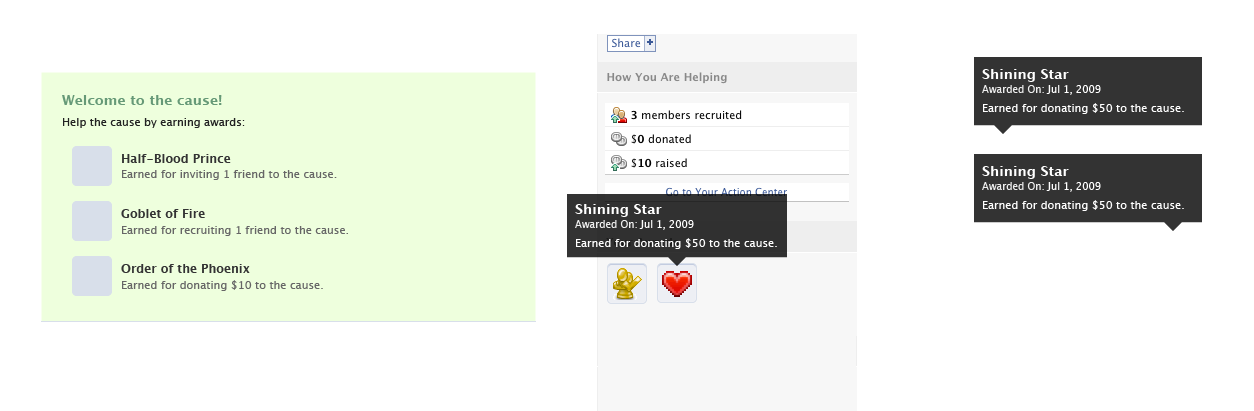 Welcome to the cause!
Help the cause by earning awards:
Half-Blood Prince
Earned for inviting 1 friend to the cause.
Goblet of Fire
Earned for recruiting 1 friend to the cause.
Order of the Phoenix
Earned for donating $10 to the cause.
Share +
How You Are Helping
3 members recruited
$0 donated
$10 raised
Go to Your Action Center
Shining Star
Awarded On: Jul 1, 2009
Earned for donating $50 to the cause.
Shining Star
Awarded On: Jul 1, 2009
Earned for donating $50 to the cause.
Shining Star
Awarded On: Jul 1, 2009
Earned for donating $50 to the cause.